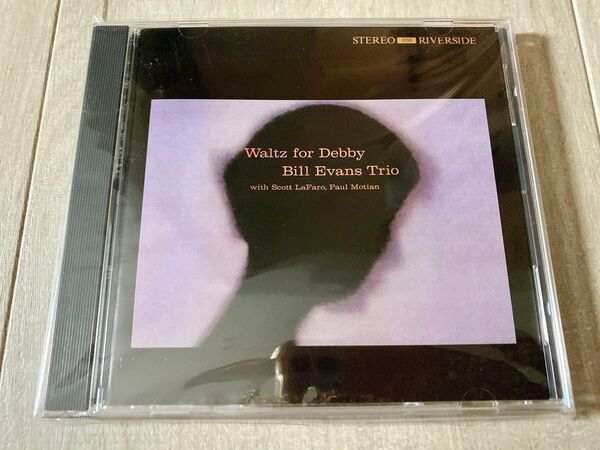 STEREO RIVERSIDE
Waltz for Debby
Bill Evans Trio
with Scott LaFaro, Paul Motian